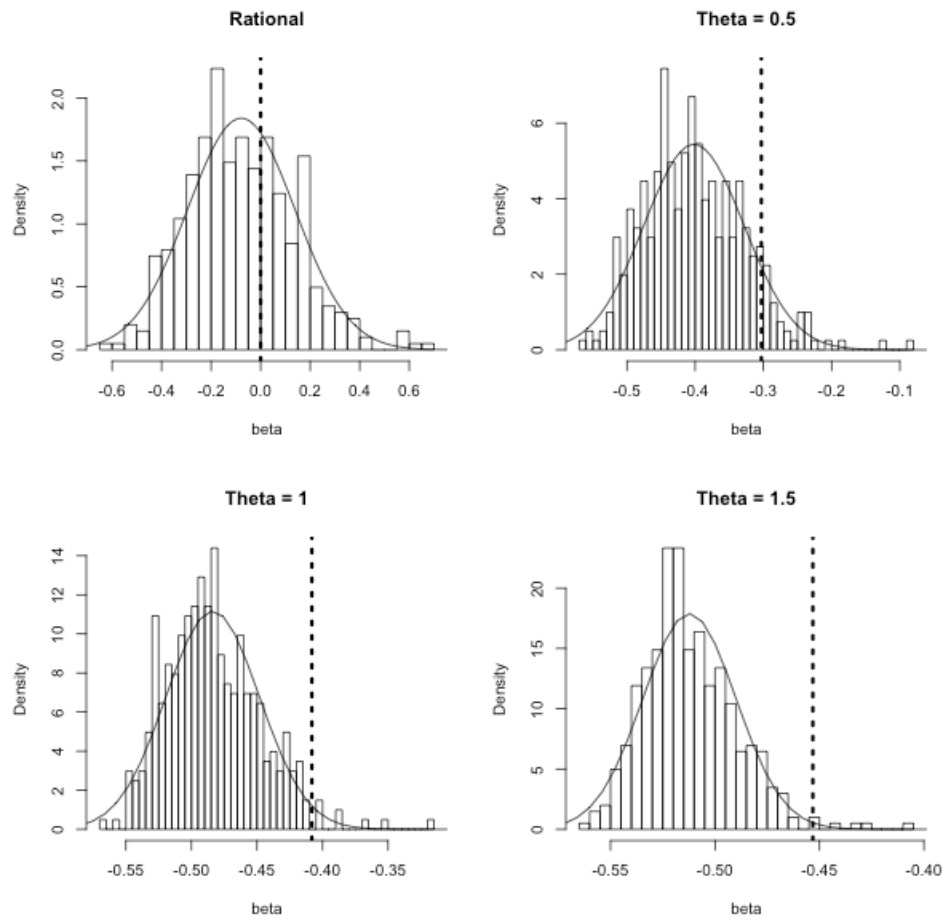 Rational
Density
0.0 0.5 1.0 1.5 2.0
-0.6 -0.4 -0.2 0.0 0.2 0.4 0.6
beta
Theta = 0.5
Density
0 2 4 6
-0.5 -0.4 -0.3 -0.2 -0.1
beta
Theta = 1
Density
0 2 4 6 8 10 12 14
-0.55 -0.50 -0.45 -0.40 -0.35
beta
Theta = 1.5
Density
0 5 10 15 20
-0.55 -0.50 -0.45 -0.40
beta